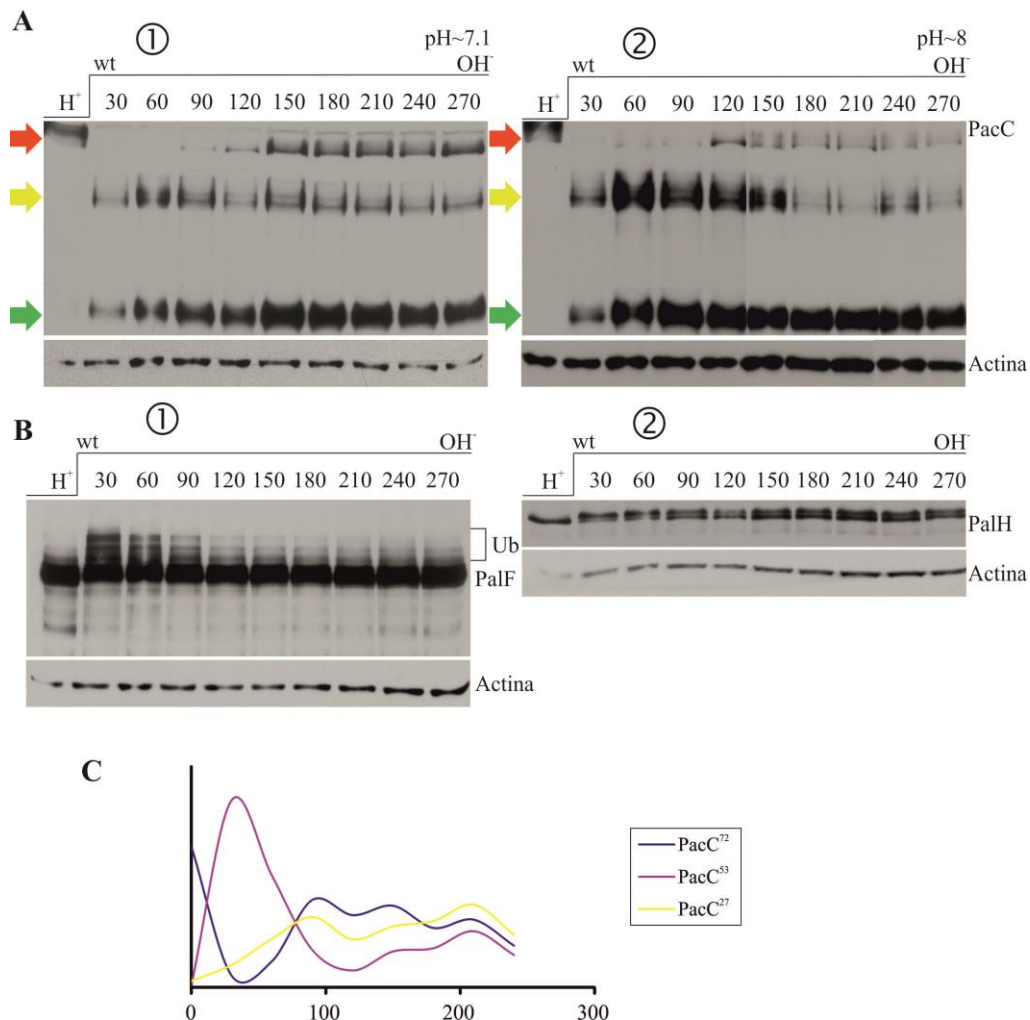 A
① pH~7.1
wt OH⁻
H⁺ 30 60 90 120 150 180 210 240 270
② pH~8
wt OH⁻
H⁺ 30 60 90 120 150 180 210 240 270
PacC
Actina
B
①
wt OH⁻
H⁺ 30 60 90 120 150 180 210 240 270
Ub
PalF
Actina
②
wt OH⁻
H⁺ 30 60 90 120 150 180 210 240 270
PalH
Actina
C
PacC⁷²
PacC⁵³
PacC²⁷
0 100 200 300